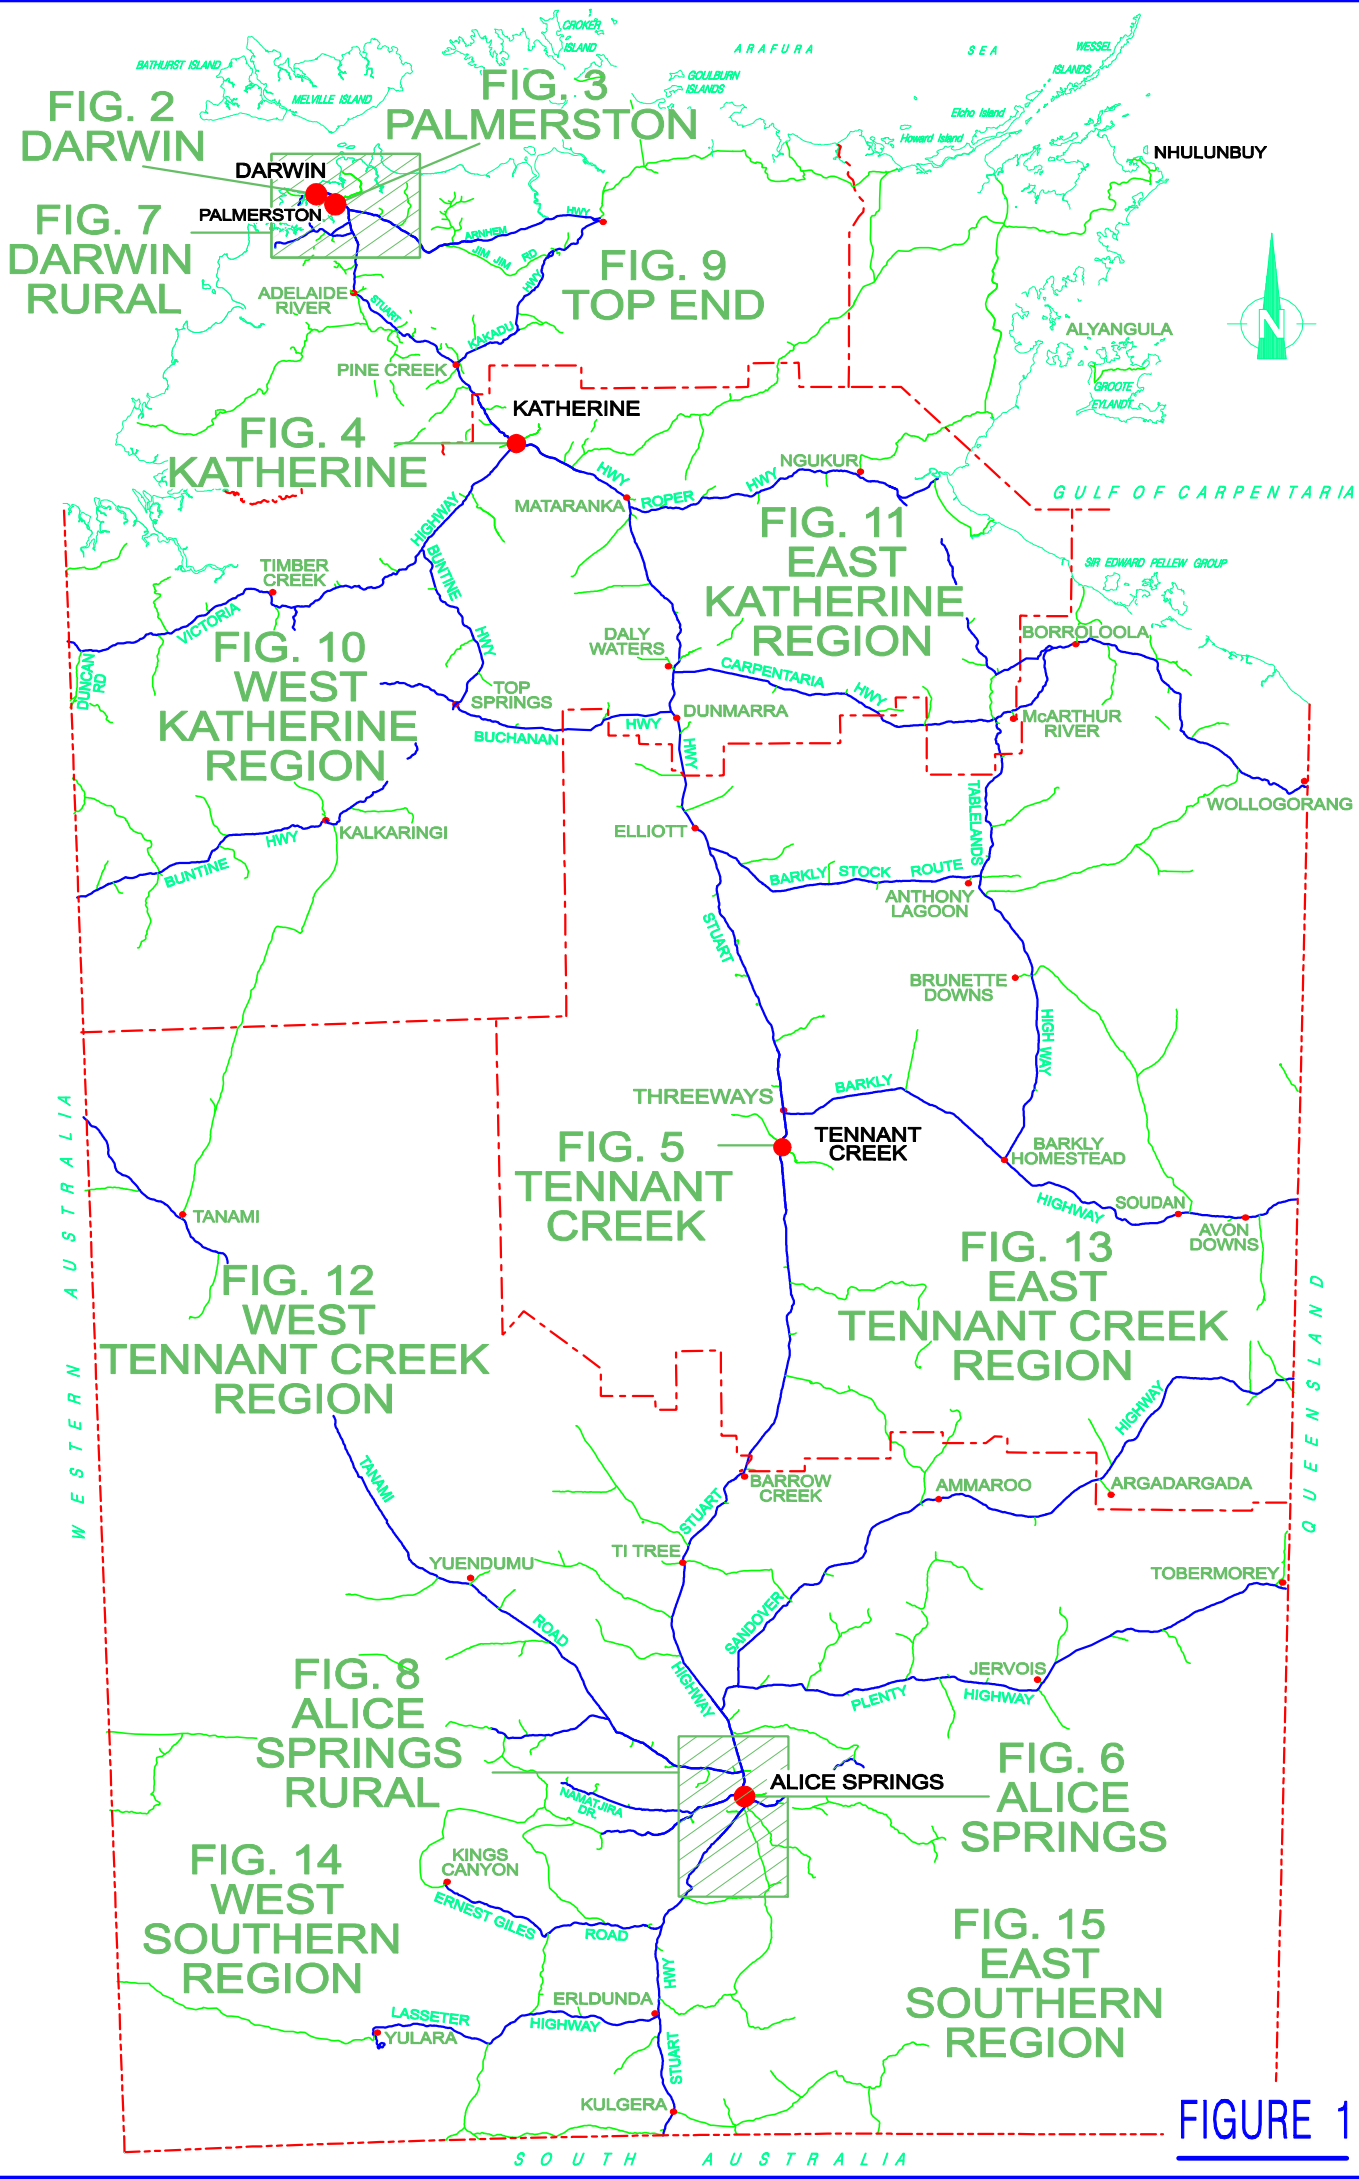 CROKER
ISLAND
ARAFURA SEA
WESSEL
ISLANDS
BATHURST ISLAND
MELVILLE ISLAND
GOULBURN
ISLANDS
Elcho Island
Howard Island
FIG. 2
DARWIN
FIG. 3
PALMERSTON
DARWIN
PALMERSTON
NHULUNBUY
FIG. 7
DARWIN
RURAL
ARNHEM
HWY
JIM JIM RD
FIG. 9
TOP END
ADELAIDE
RIVER
STUART
KAKADU
HWY
PINE CREEK
ALYANGULA
GROOTE
EYLANDT
N
KATHERINE
FIG. 4
KATHERINE
HWY
MATARANKA
ROPER
HWY
NGUKUR
GULF OF CARPENTARIA
FIG. 11
EAST
KATHERINE
REGION
HIGHWAY
BUNTINE
HWY
TIMBER
CREEK
VICTORIA
SIR EDWARD PELLEW GROUP
DUNCAN
RD
FIG. 10
WEST
KATHERINE
REGION
DALY
WATERS
CARPENTARIA
HWY
BORROLOOLA
TOP
SPRINGS
BUCHANAN
HWY
DUNMARRA
HWY
McARTHUR
RIVER
WOLLOGORANG
TABLELANDS
KALKARINGI
BUNTINE
HWY
ELLIOTT
BARKLY STOCK ROUTE
ANTHONY
LAGOON
STUART
BRUNETTE
DOWNS
HIGH WAY
THREEWAYS
BARKLY
FIG. 5
TENNANT
CREEK
TENNANT
CREEK
BARKLY
HOMESTEAD
HIGHWAY
SOUDAN
AVON
DOWNS
WESTERN AUSTRALIA
TANAMI
FIG. 12
WEST
TENNANT CREEK
REGION
FIG. 13
EAST
TENNANT CREEK
REGION
QUEENSLAND
HIGHWAY
TANAMI
BARROW
CREEK
AMMAROO
ARGADARGADA
STUART
TI TREE
YUENDUMU
TOBERMOREY
ROAD
SANDOVER
HIGHWAY
JERVOIS
PLENTY
HIGHWAY
FIG. 8
ALICE
SPRINGS
RURAL
ALICE SPRINGS
FIG. 6
ALICE
SPRINGS
NAMATJIRA
DR.
KINGS
CANYON
ERNEST GILES
ROAD
FIG. 14
WEST
SOUTHERN
REGION
FIG. 15
EAST
SOUTHERN
REGION
HWY
ERLDUNDA
LASSETER
HIGHWAY
YULARA
STUART
KULGERA
SOUTH AUSTRALIA
FIGURE 1